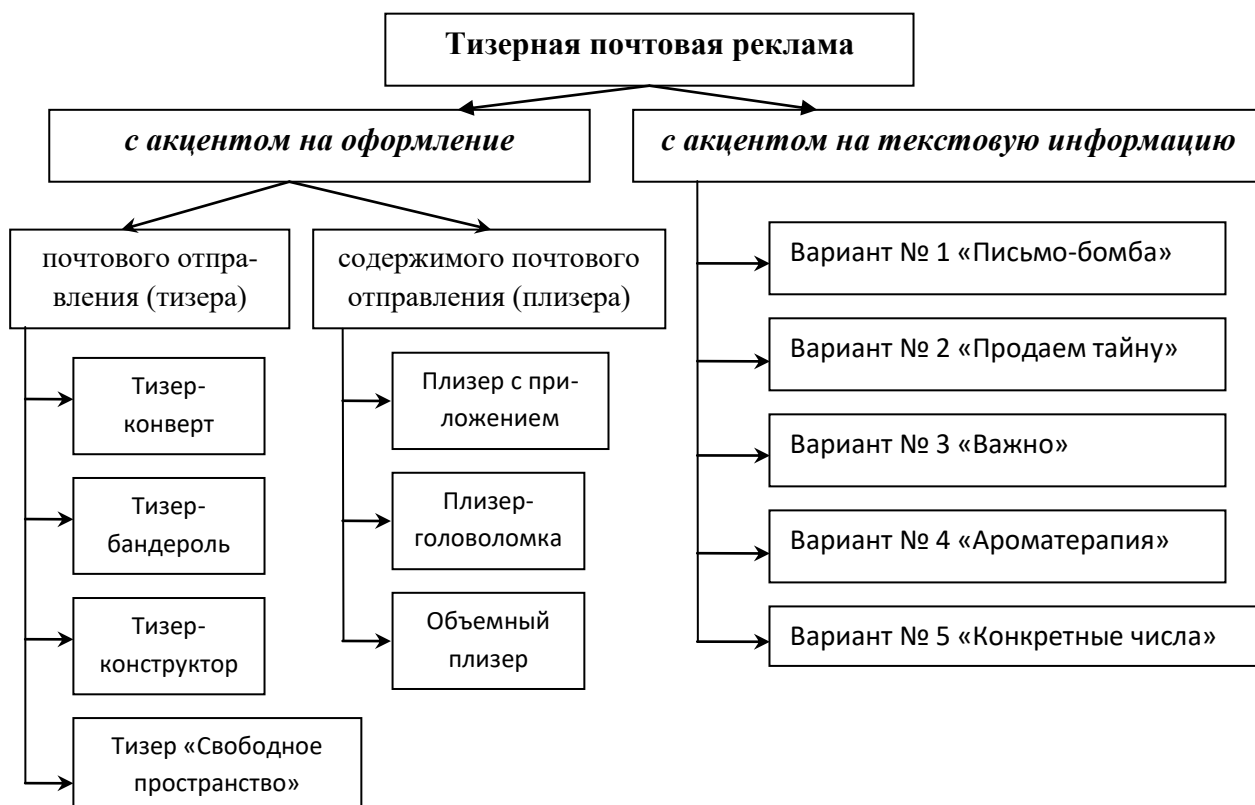 Тизерная почтовая реклама
с акцентом на оформление
с акцентом на текстовую информацию
почтового отпра-
вления (тизера)
содержимого почтового
отправления (плизера)
Тизер-
конверт
Тизер-
бандероль
Тизер-
конструктор
Тизер «Свободное
пространство»
Плизер с при-
ложением
Плизер-
головоломка
Объемный
плизер
Вариант № 1 «Письмо-бомба»
Вариант № 2 «Продаем тайну»
Вариант № 3 «Важно»
Вариант № 4 «Ароматерапия»
Вариант № 5 «Конкретные числа»